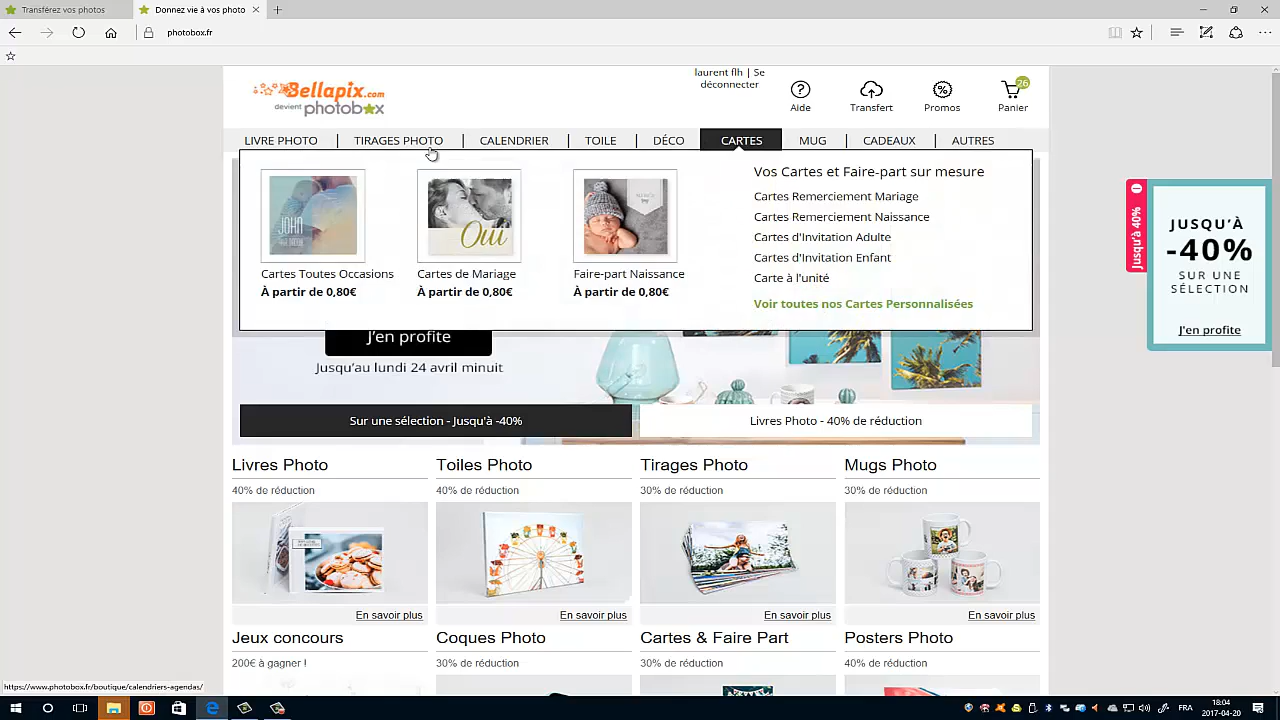 Transférez vos photos
Donnez vie à vos photo
photobox.fr
Bellapix.com
devient photobox
laurent flh | Se déconnecter
Aide
Transfert
Promos
26
Panier
LIVRE PHOTO
TIRAGES PHOTO
CALENDRIER
TOILE
DÉCO
CARTES
MUG
CADEAUX
AUTRES
JOHN
Oui
Cartes Toutes Occasions
À partir de 0,80€
Cartes de Mariage
À partir de 0,80€
Faire-part Naissance
À partir de 0,80€
Vos Cartes et Faire-part sur mesure
Cartes Remerciement Mariage
Cartes Remerciement Naissance
Cartes d'Invitation Adulte
Cartes d'Invitation Enfant
Carte à l'unité
Voir toutes nos Cartes Personnalisées
Jusqu'à 40%
JUSQU'À
-40%
SUR UNE
SÉLECTION
J'en profite
J'en profite
Jusqu'au lundi 24 avril minuit
Sur une sélection - Jusqu'à -40%
Livres Photo - 40% de réduction
Livres Photo
40% de réduction
En savoir plus
Toiles Photo
40% de réduction
En savoir plus
Tirages Photo
30% de réduction
En savoir plus
Mugs Photo
30% de réduction
En savoir plus
Jeux concours
200€ à gagner !
Coques Photo
30% de réduction
Cartes & Faire Part
30% de réduction
Posters Photo
40% de réduction
https://www.photobox.fr/boutique/calendriers-agendas/
FRA
18:04
2017-04-20